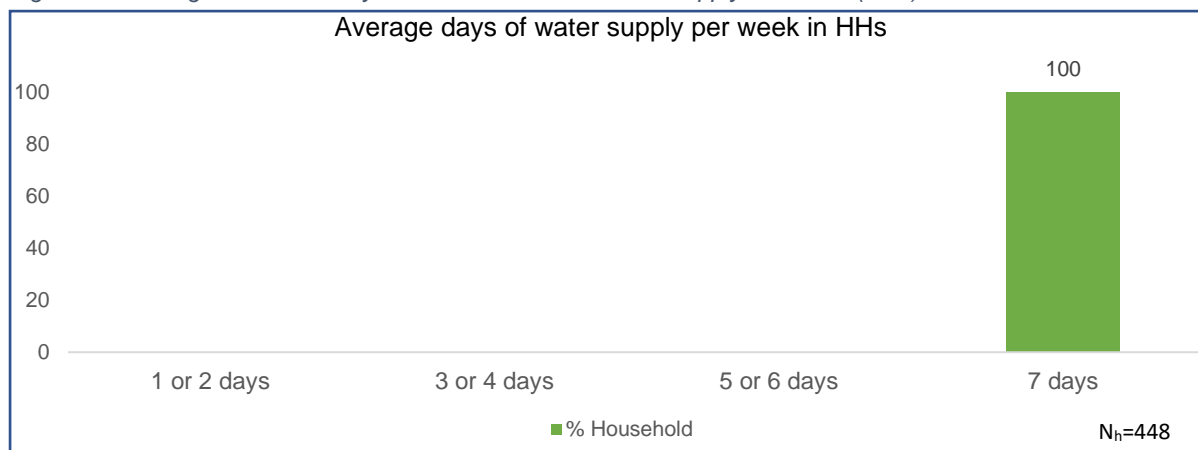 Average days of water supply per week in HHs
100
100
80
60
40
20
0
1 or 2 days
3 or 4 days
5 or 6 days
7 days
% Household
Nₕ=448